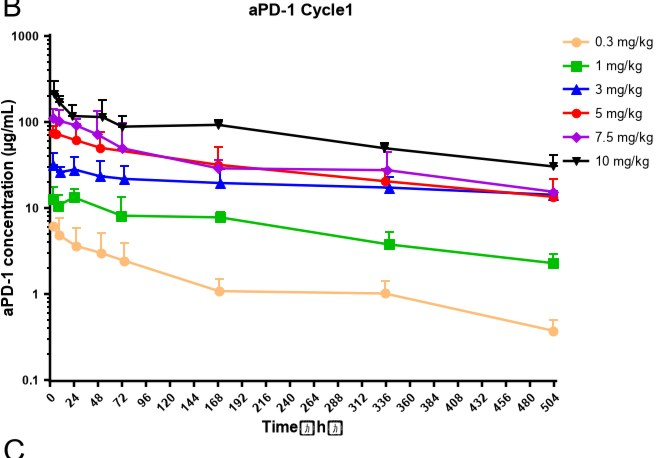 B
aPD-1 Cycle1
aPD-1 concentration (µg/mL)
1000
100
10
1
0.1
0 24 48 72 96 120 144 168 192 216 240 264 288 312 336 360 384 408 432 456 480 504
Time h
0.3 mg/kg
1 mg/kg
3 mg/kg
5 mg/kg
7.5 mg/kg
10 mg/kg
C